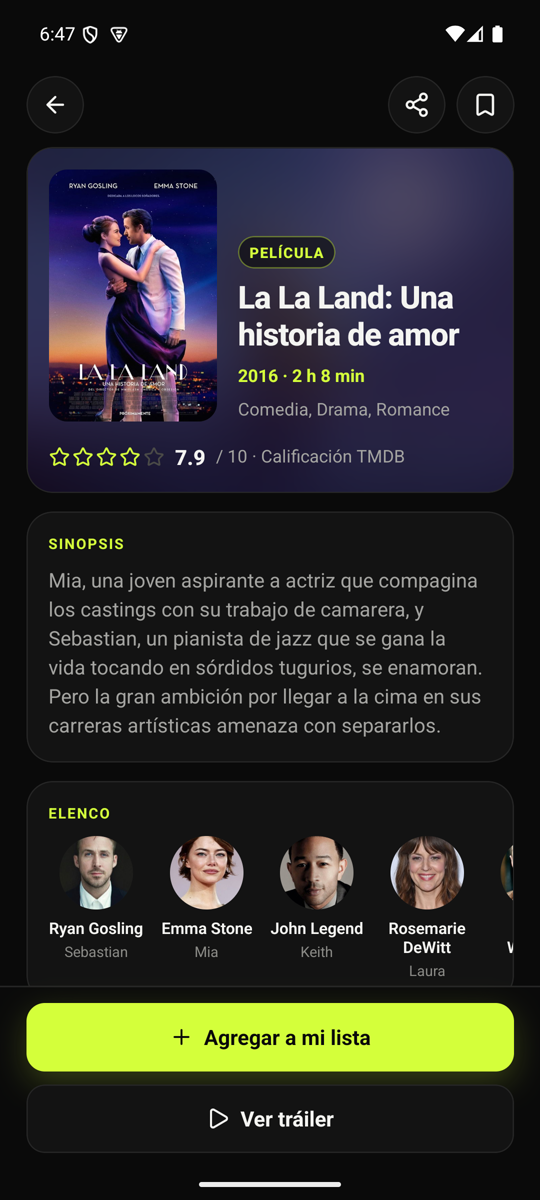 6:47
RYAN GOSLING EMMA STONE
LA LA LAND
UNA HISTORIA DE AMOR
PRÓXIMAMENTE
PELÍCULA
La La Land: Una
historia de amor
2016 · 2 h 8 min
Comedia, Drama, Romance
7.9 / 10 · Calificación TMDB
SINOPSIS
Mia, una joven aspirante a actriz que compagina
los castings con su trabajo de camarera, y
Sebastian, un pianista de jazz que se gana la
vida tocando en sórdidos tugurios, se enamoran.
Pero la gran ambición por llegar a la cima en sus
carreras artísticas amenaza con separarlos.
ELENCO
Ryan Gosling
Sebastian
Emma Stone
Mia
John Legend
Keith
Rosemarie
DeWitt
Laura
Agregar a mi lista
Ver tráiler